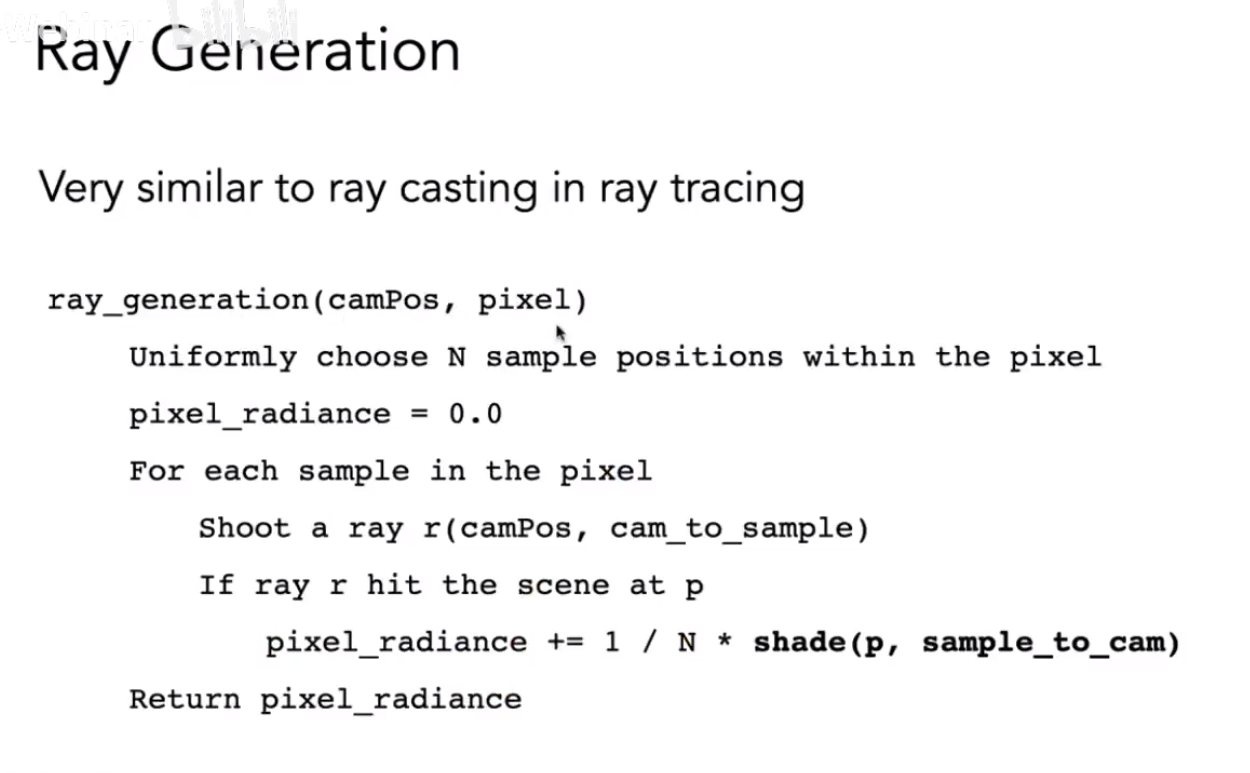 Ray Generation
Very similar to ray casting in ray tracing
ray_generation(camPos, pixel)
Uniformly choose N sample positions within the pixel
pixel_radiance = 0.0
For each sample in the pixel
Shoot a ray r(camPos, cam_to_sample)
If ray r hit the scene at p
pixel_radiance += 1 / N * shade(p, sample_to_cam)
Return pixel_radiance